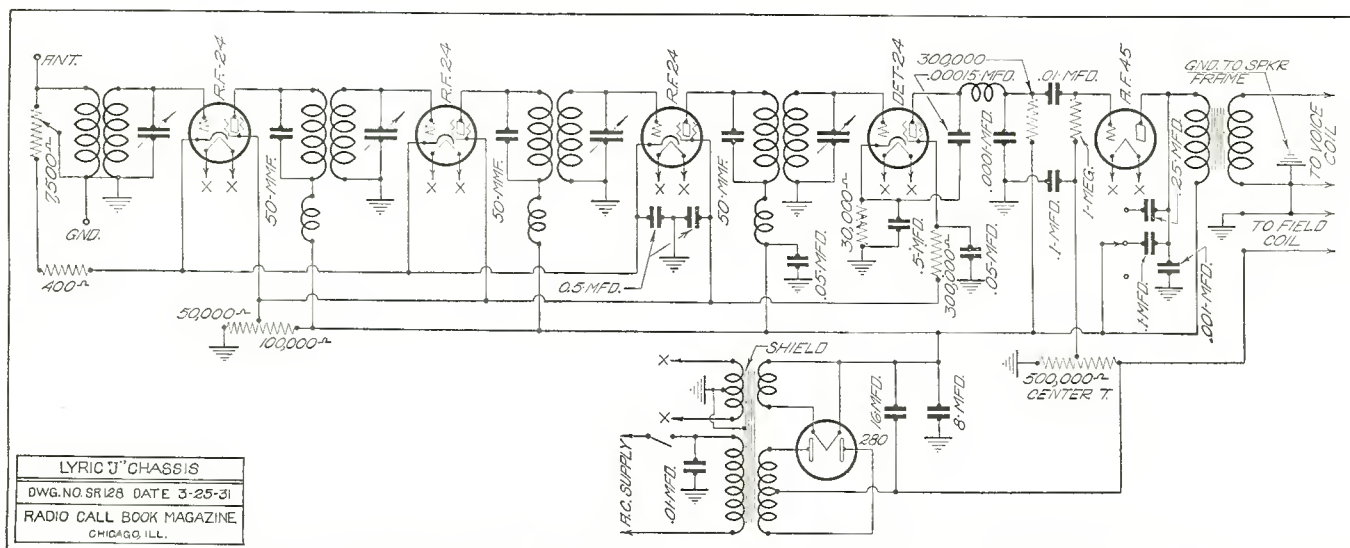 ANT.
7,500Ω
GND.
400Ω
50,000Ω
100,000Ω
R.F.-24
50-MMF.
R.F.24
50-MMF.
R.F.24
50-MMF.
0.5-MFD.
.05-MFD.
DET-24
.00015-MFD.
300,000
.01-MFD.
30,000Ω
.5-MFD.
300,000Ω
.05-MFD.
.0001-MFD.
.1-MFD.
1-MEG.
A.F.45
.25-MFD.
.1-MFD.
.001-MFD.
GND. TO SPKR
FRAME
TO VOICE
COIL
TO FIELD
COIL
500,000Ω
CENTER T.
X X
X X
X X
X X
X X
SHIELD
X
X
A.C. SUPPLY
.01-MFD.
280
16-MFD.
8-MFD.
LYRIC "J" CHASSIS
DWG. NO. SR128 DATE 3-25-31
RADIO CALL BOOK MAGAZINE
CHICAGO, ILL.